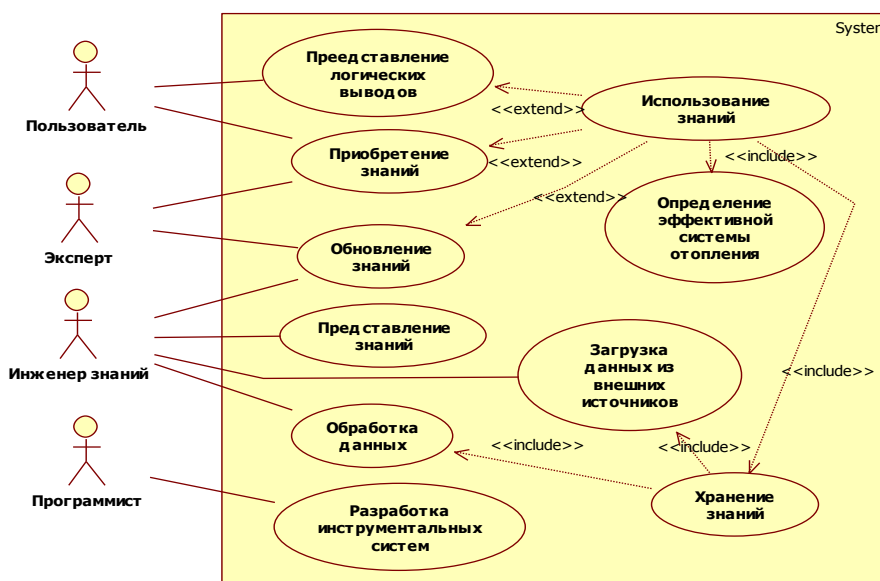 System
Преедставление
логических
выводов
Использование
знаний
<<extend>>
Пользователь
Приобретение
знаний
<<extend>>
<<include>>
<<extend>>
Определение
эффективной
системы
отопления
Эксперт
Обновление
знаний
Представление
знаний
Загрузка
данных из
внешних
источников
Инженер знаний
<<include>>
Обработка
данных
<<include>>
<<include>>
Программист
Хранение
знаний
Разработка
инструментальных
систем